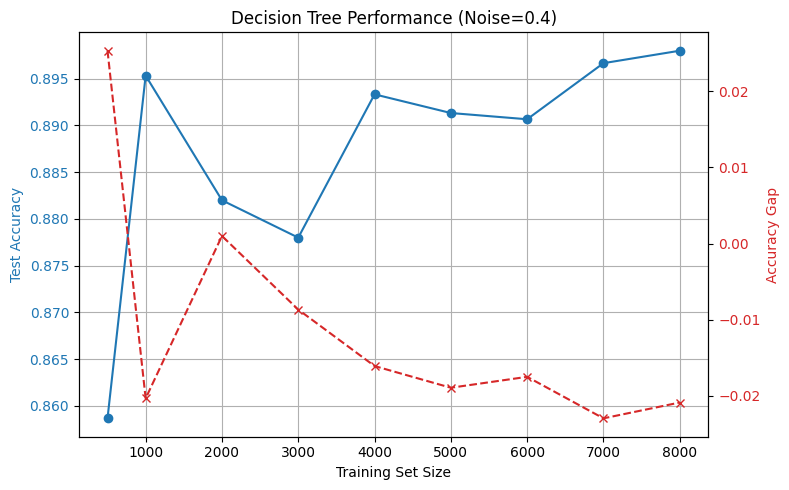 Decision Tree Performance (Noise=0.4)
Test Accuracy
0.895
0.890
0.885
0.880
0.875
0.870
0.865
0.860
1000 2000 3000 4000 5000 6000 7000 8000
Training Set Size
0.02
0.01
0.00
−0.01
−0.02
Accuracy Gap